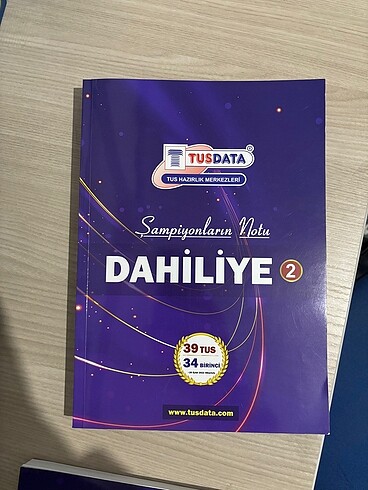 T TUSDATA ®
TUS HAZIRLIK MERKEZLERİ
Şampiyonların Notu
DAHİLİYE 2
39 TUS
34 BİRİNCİ
www.tusdata.com